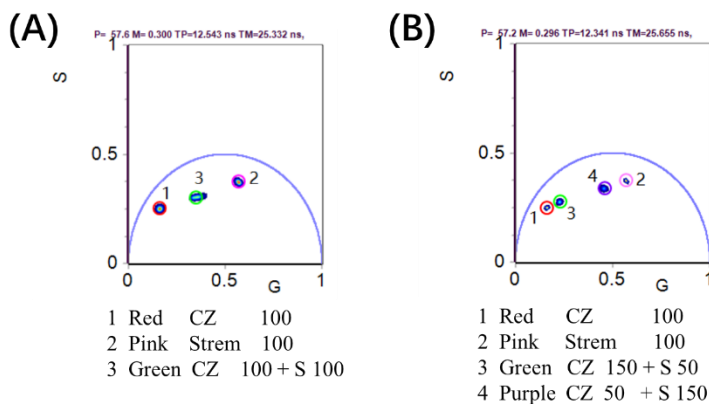 (A)
P= 57.6 M= 0.300 TP=12.543 ns TM=25.332 ns,
1
S
0.5
3
2
1
0
0
0.5
1
G
1 Red CZ 100
2 Pink Strem 100
3 Green CZ 100 + S 100
(B)
P= 57.2 M= 0.296 TP=12.341 ns TM=25.655 ns,
1
S
0.5
4
2
1
3
0
0
0.5
1
G
1 Red CZ 100
2 Pink Strem 100
3 Green CZ 150 + S 50
4 Purple CZ 50 + S 150